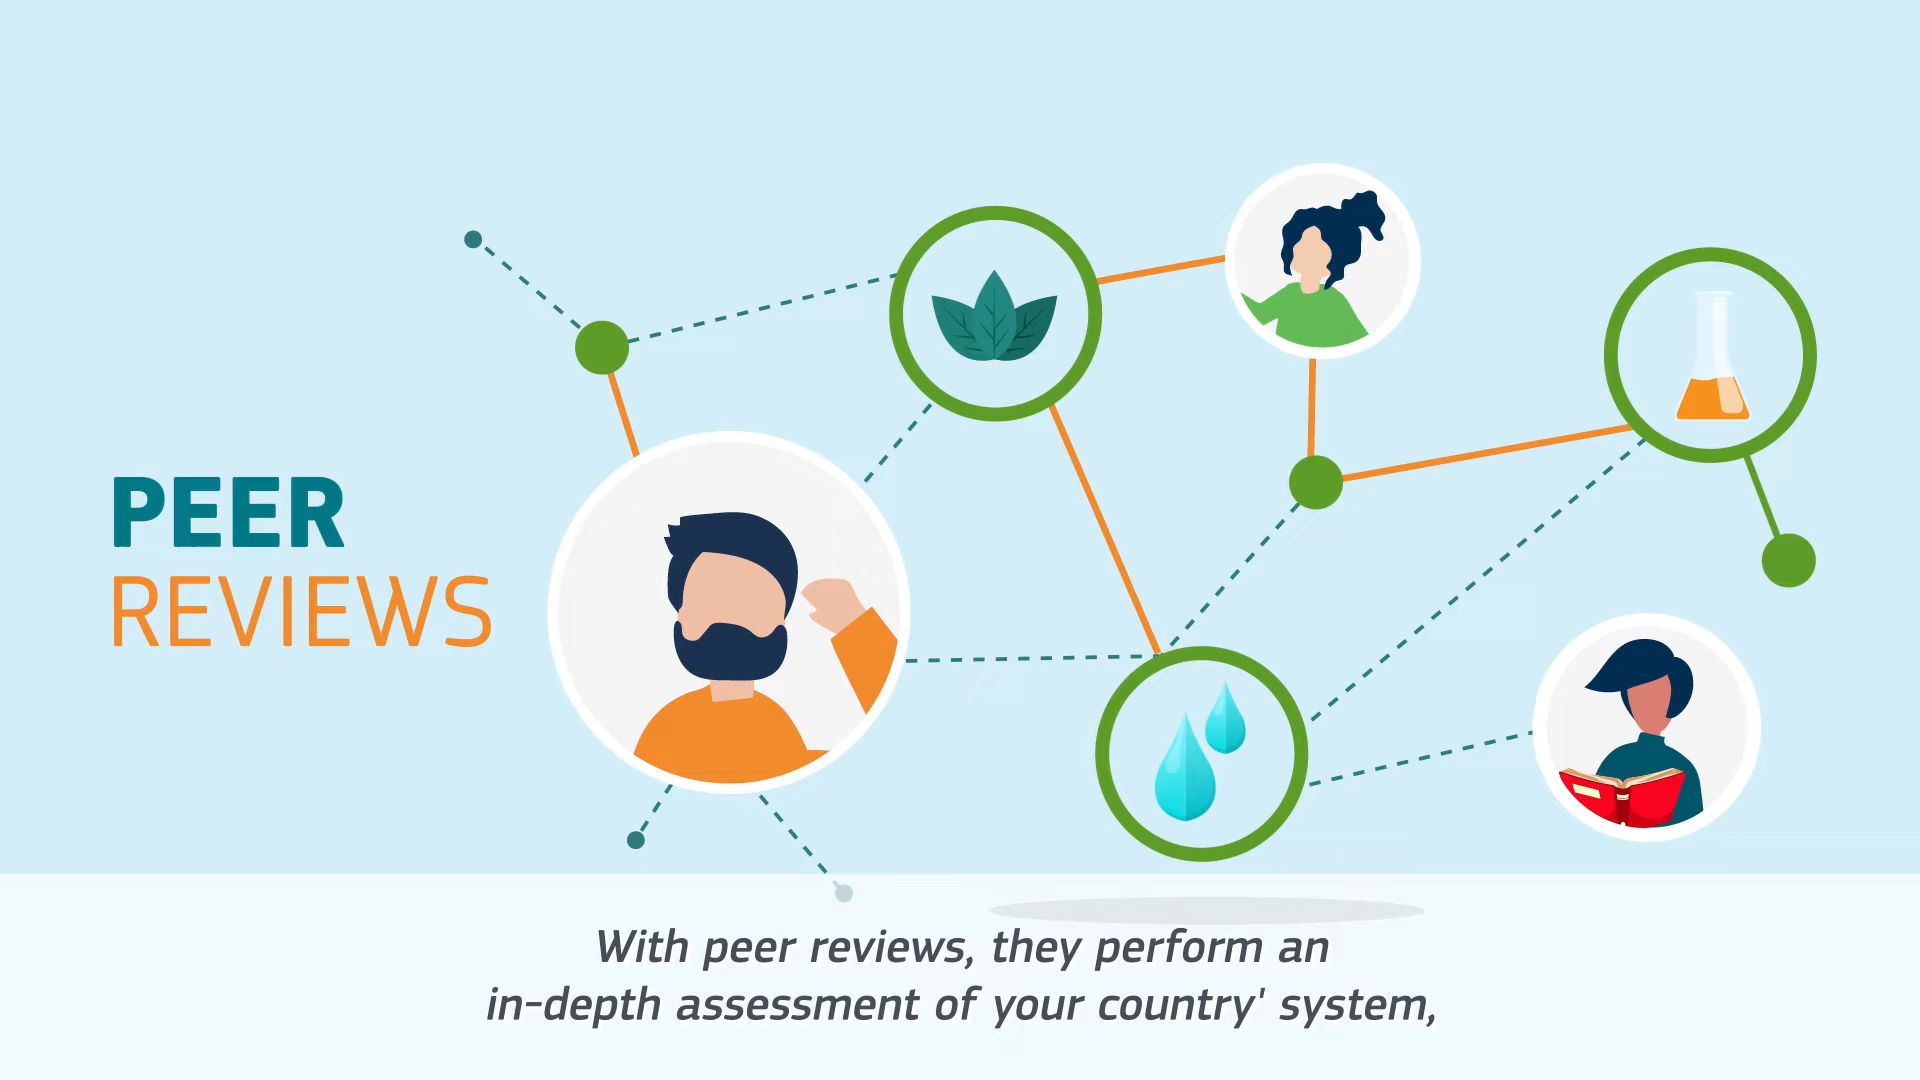 PEER
REVIEWS
With peer reviews, they perform an
in-depth assessment of your country' system,